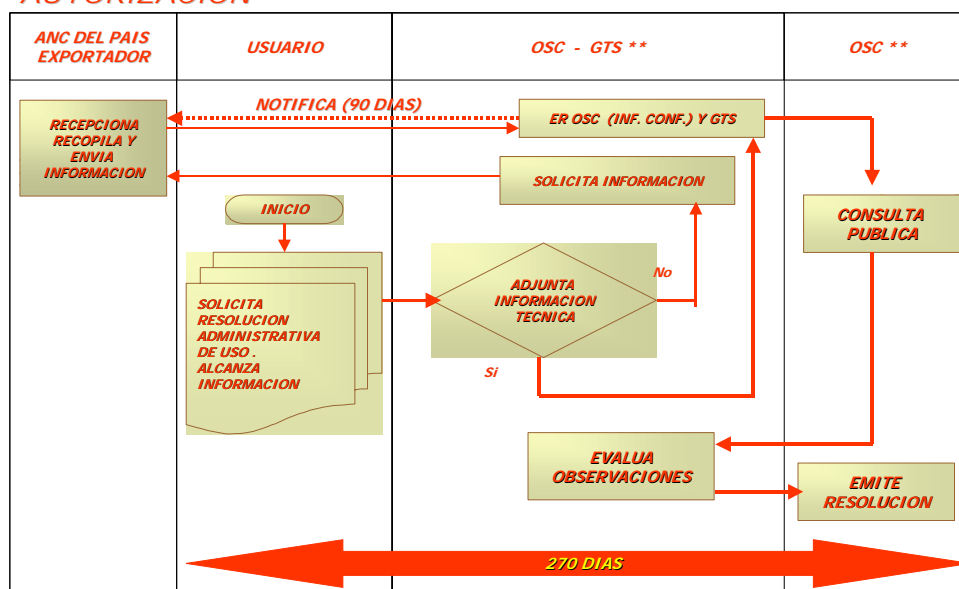 AUTORIZACION
ANC DEL PAIS
EXPORTADOR
USUARIO
OSC - GTS **
OSC **
NOTIFICA (90 DIAS)
RECEPCIONA
RECOPILA Y
ENVIA
INFORMACION
ER OSC (INF. CONF.) Y GTS
SOLICITA INFORMACION
INICIO
CONSULTA
PUBLICA
SOLICITA
RESOLUCION
ADMINISTRATIVA
DE USO .
ALCANZA
INFORMACION
ADJUNTA
INFORMACION
TECNICA
No
Si
EVALUA
OBSERVACIONES
EMITE
RESOLUCION
270 DIAS